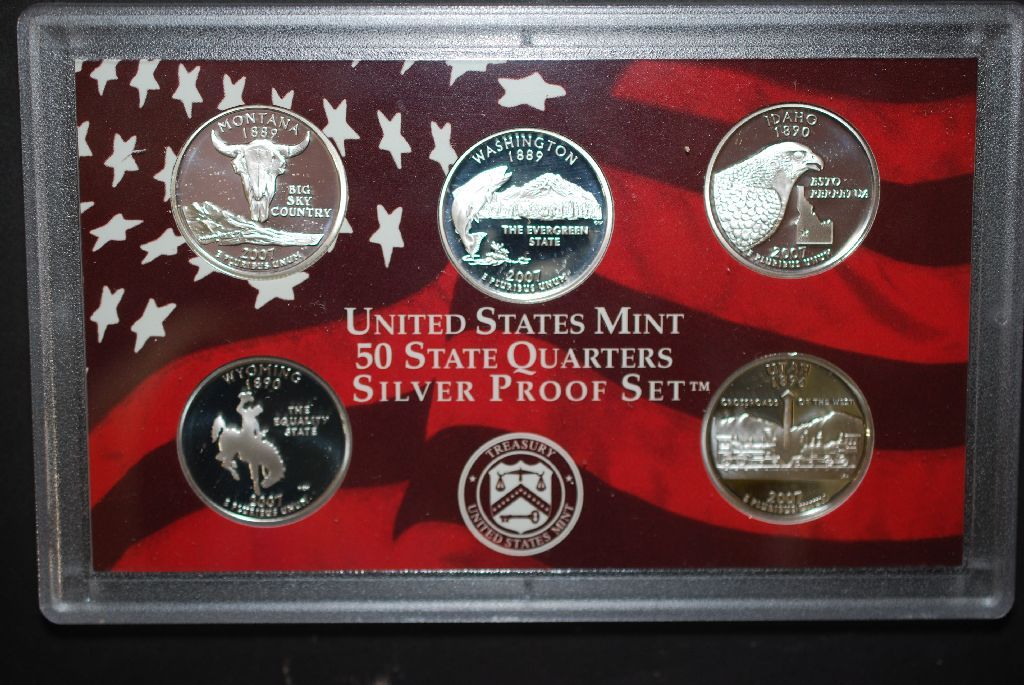 MONTANA
1889
BIG
SKY
COUNTRY
2007
E PLURIBUS UNUM
WASHINGTON
1889
THE EVERGREEN
STATE
2007
E PLURIBUS UNUM
IDAHO
1890
ESTO
PERPETUA
2007
E PLURIBUS UNUM
UNITED STATES MINT
50 STATE QUARTERS
SILVER PROOF SET™
WYOMING
1890
THE
EQUALITY
STATE
2007
E PLURIBUS UNUM
TREASURY
UNITED STATES MINT
UTAH
1896
CROSSROADS OF THE WEST
2007
E PLURIBUS UNUM